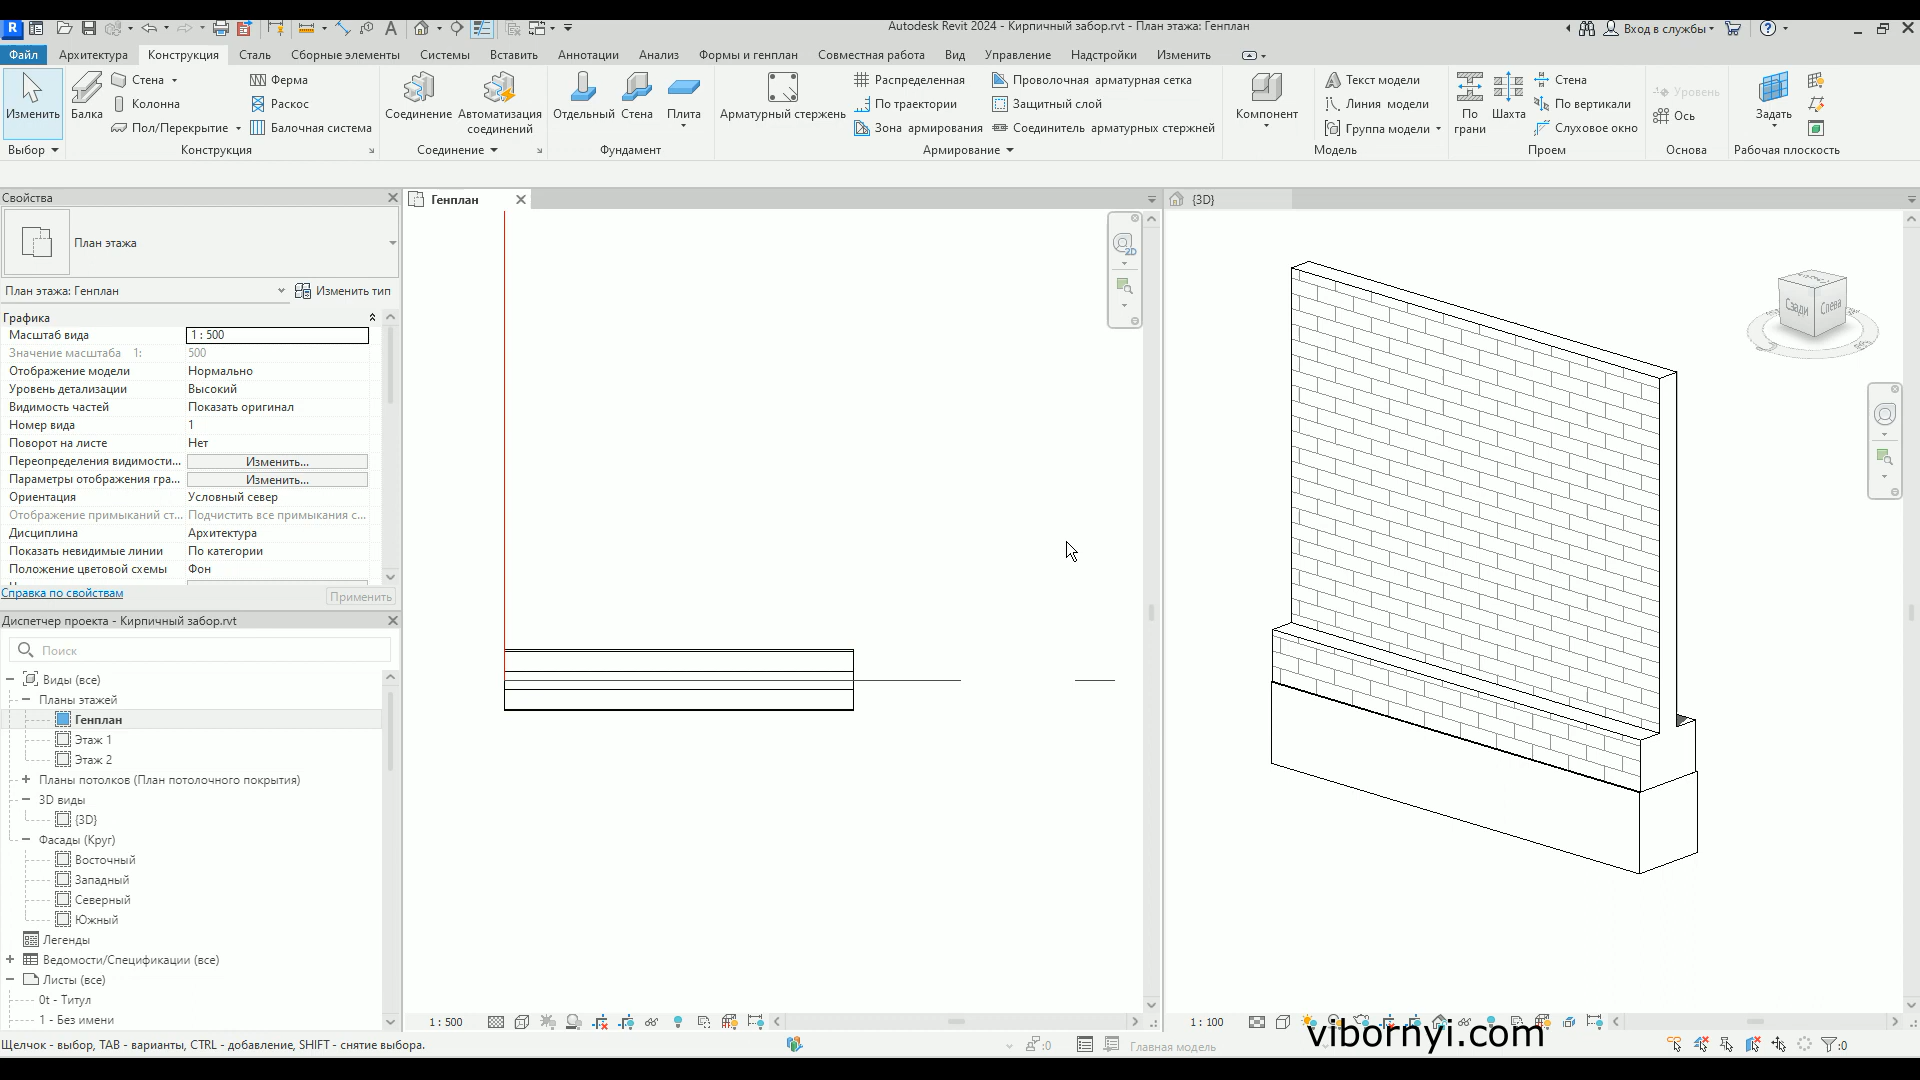 Autodesk Revit 2024 - Кирпичный забор.rvt - План этажа: Генплан
Вход в службы
Файл Архитектура Конструкция Сталь Сборные элементы Системы Вставить Аннотации Анализ Формы и генплан Совместная работа Вид Управление Надстройки Изменить
Изменить
Выбор
Балка
Стена
Колонна
Пол/Перекрытие
Ферма
Раскос
Балочная система
Конструкция
Соединение
Автоматизация соединений
Соединение
Отдельный
Стена
Плита
Фундамент
Арматурный стержень
Распределенная
По траектории
Зона армирования
Проволочная арматурная сетка
Защитный слой
Соединитель арматурных стержней
Армирование
Компонент
Текст модели
Линия модели
Группа модели
Модель
По грани
Шахта
Стена
По вертикали
Слуховое окно
Проем
Уровень
Ось
Основа
Задать
Рабочая плоскость
Свойства
План этажа
План этажа: Генплан
Изменить тип
Графика
Масштаб вида 1 : 500
Значение масштаба 1: 500
Отображение модели Нормально
Уровень детализации Высокий
Видимость частей Показать оригинал
Номер вида 1
Поворот на листе Нет
Переопределения видимости... Изменить...
Параметры отображения гра... Изменить...
Ориентация Условный север
Отображение примыканий ст... Подчистить все примыкания с...
Дисциплина Архитектура
Показать невидимые линии По категории
Положение цветовой схемы Фон
Справка по свойствам
Применить
Диспетчер проекта - Кирпичный забор.rvt
Поиск
Виды (все)
Планы этажей
Генплан
Этаж 1
Этаж 2
Планы потолков (План потолочного покрытия)
3D виды
{3D}
Фасады (Круг)
Восточный
Западный
Северный
Южный
Легенды
Ведомости/Спецификации (все)
Листы (все)
0t - Титул
1 - Без имени
Генплан
2D
{3D}
Сзади
Слева
1 : 500
1 : 100
Щелчок - выбор, TAB - варианты, CTRL - добавление, SHIFT - снятие выбора.
:0
Главная модель
:0
vibornyi.com